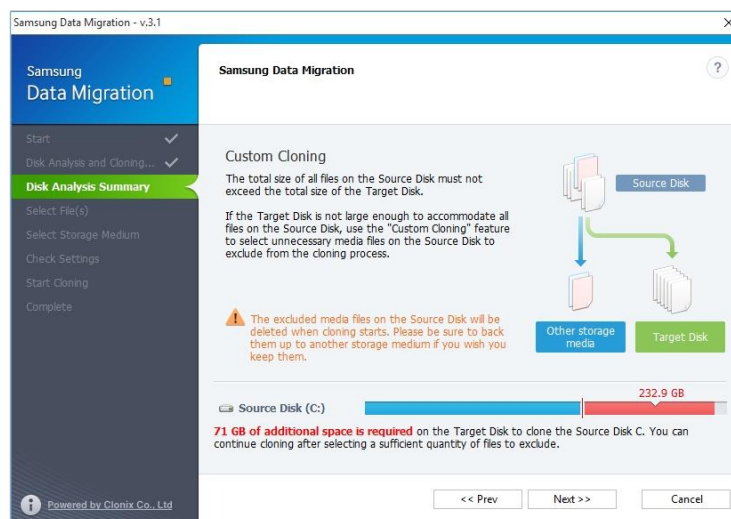 Samsung Data Migration - v.3.1
Samsung
Data Migration
Samsung Data Migration
?
Start
Disk Analysis and Cloning...
Disk Analysis Summary
Select File(s)
Select Storage Medium
Check Settings
Start Cloning
Complete
Custom Cloning
The total size of all files on the Source Disk must not
exceed the total size of the Target Disk.
If the Target Disk is not large enough to accommodate all
files on the Source Disk, use the "Custom Cloning" feature
to select unnecessary media files on the Source Disk to
exclude from the cloning process.
The excluded media files on the Source Disk will be
deleted when cloning starts. Please be sure to back
them up to another storage medium if you wish you
keep them.
Source Disk
Other storage
media
Target Disk
232.9 GB
Source Disk (C:)
71 GB of additional space is required on the Target Disk to clone the Source Disk C. You can
continue cloning after selecting a sufficient quantity of files to exclude.
Powered by Clonix Co., Ltd
<< Prev
Next >>
Cancel